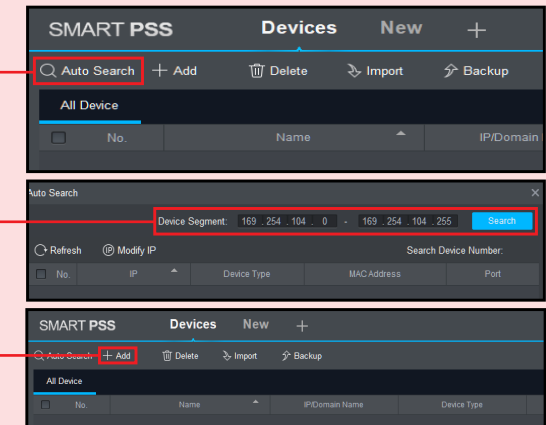 SMART PSS Devices New +
Auto Search + Add Delete Import Backup
All Device
No. Name IP/Domain
Auto Search ×
Device Segment: 169 . 254 . 104 . 0 - 169 . 254 . 104 . 255 Search
Refresh IP Modify IP Search Device Number:
No. IP Device Type MAC Address Port
SMART PSS Devices New +
Auto Search + Add Delete Import Backup
All Device
No. Name IP/Domain Name Device Type